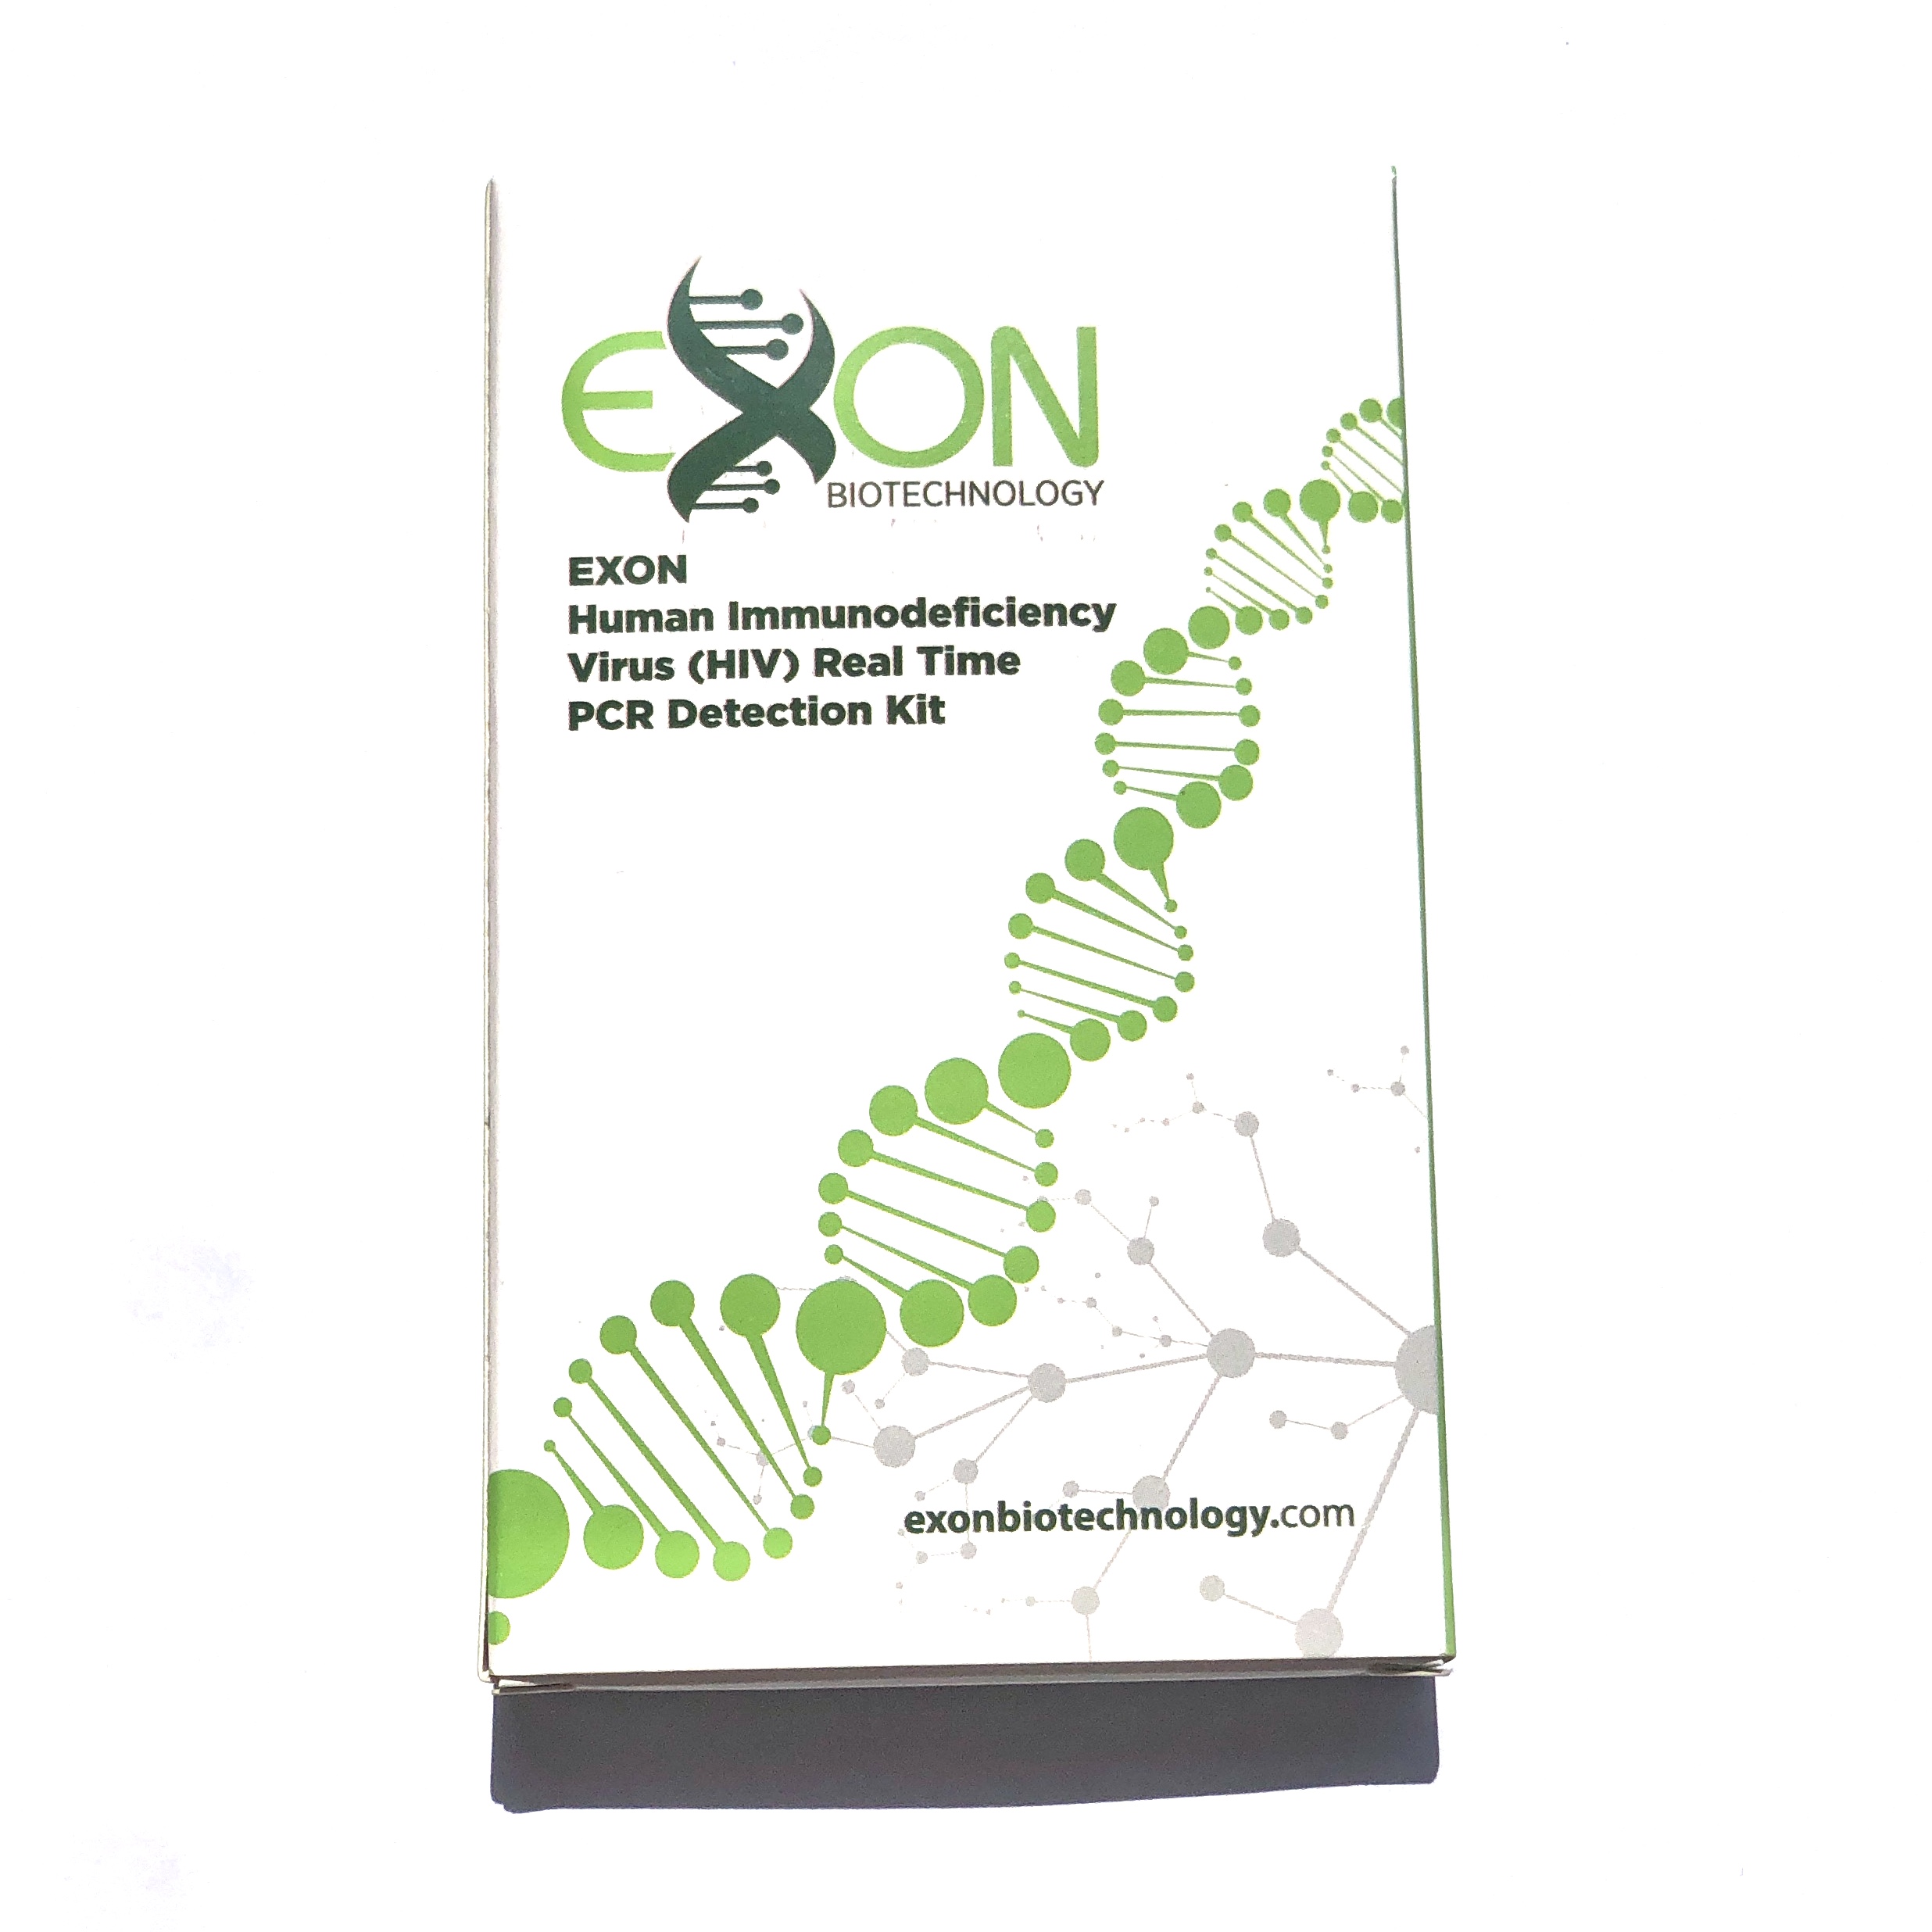 EXON
BIOTECHNOLOGY
EXON
Human Immunodeficiency
Virus (HIV) Real Time
PCR Detection Kit
exonbiotechnology.com